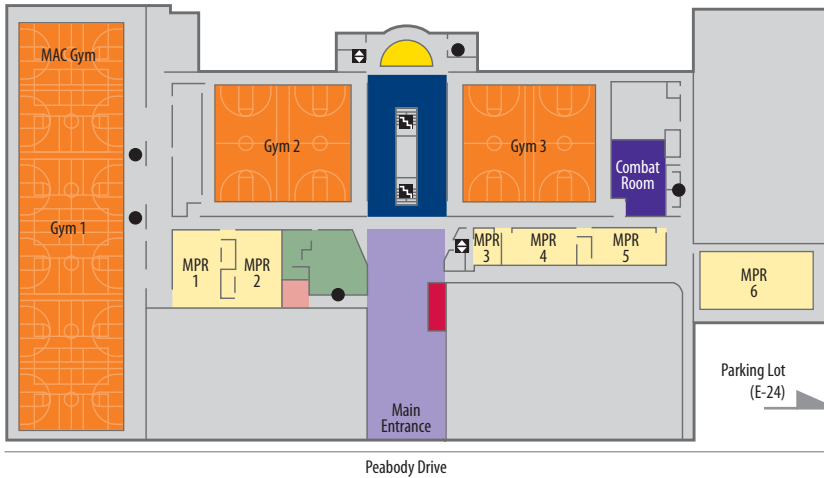 MAC Gym
Gym 2
Gym 3
Combat
Room
Gym 1
MPR
1
MPR
2
MPR
3
MPR
4
MPR
5
MPR
6
Parking Lot
(E-24)
Main
Entrance
Peabody Drive